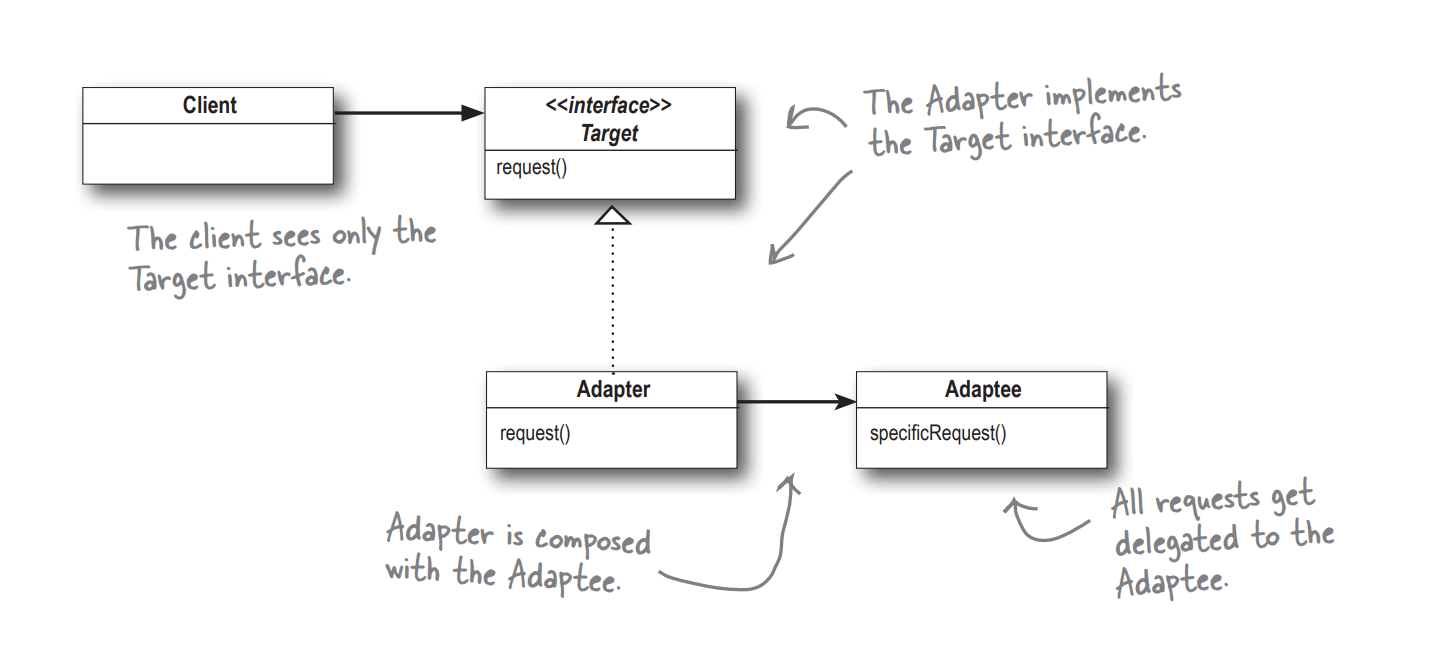 Client
<<interface>>
Target
request()
The Adapter implements
the Target interface.
The client sees only the
Target interface.
Adapter
request()
Adaptee
specificRequest()
Adapter is composed
with the Adaptee.
All requests get
delegated to the
Adaptee.